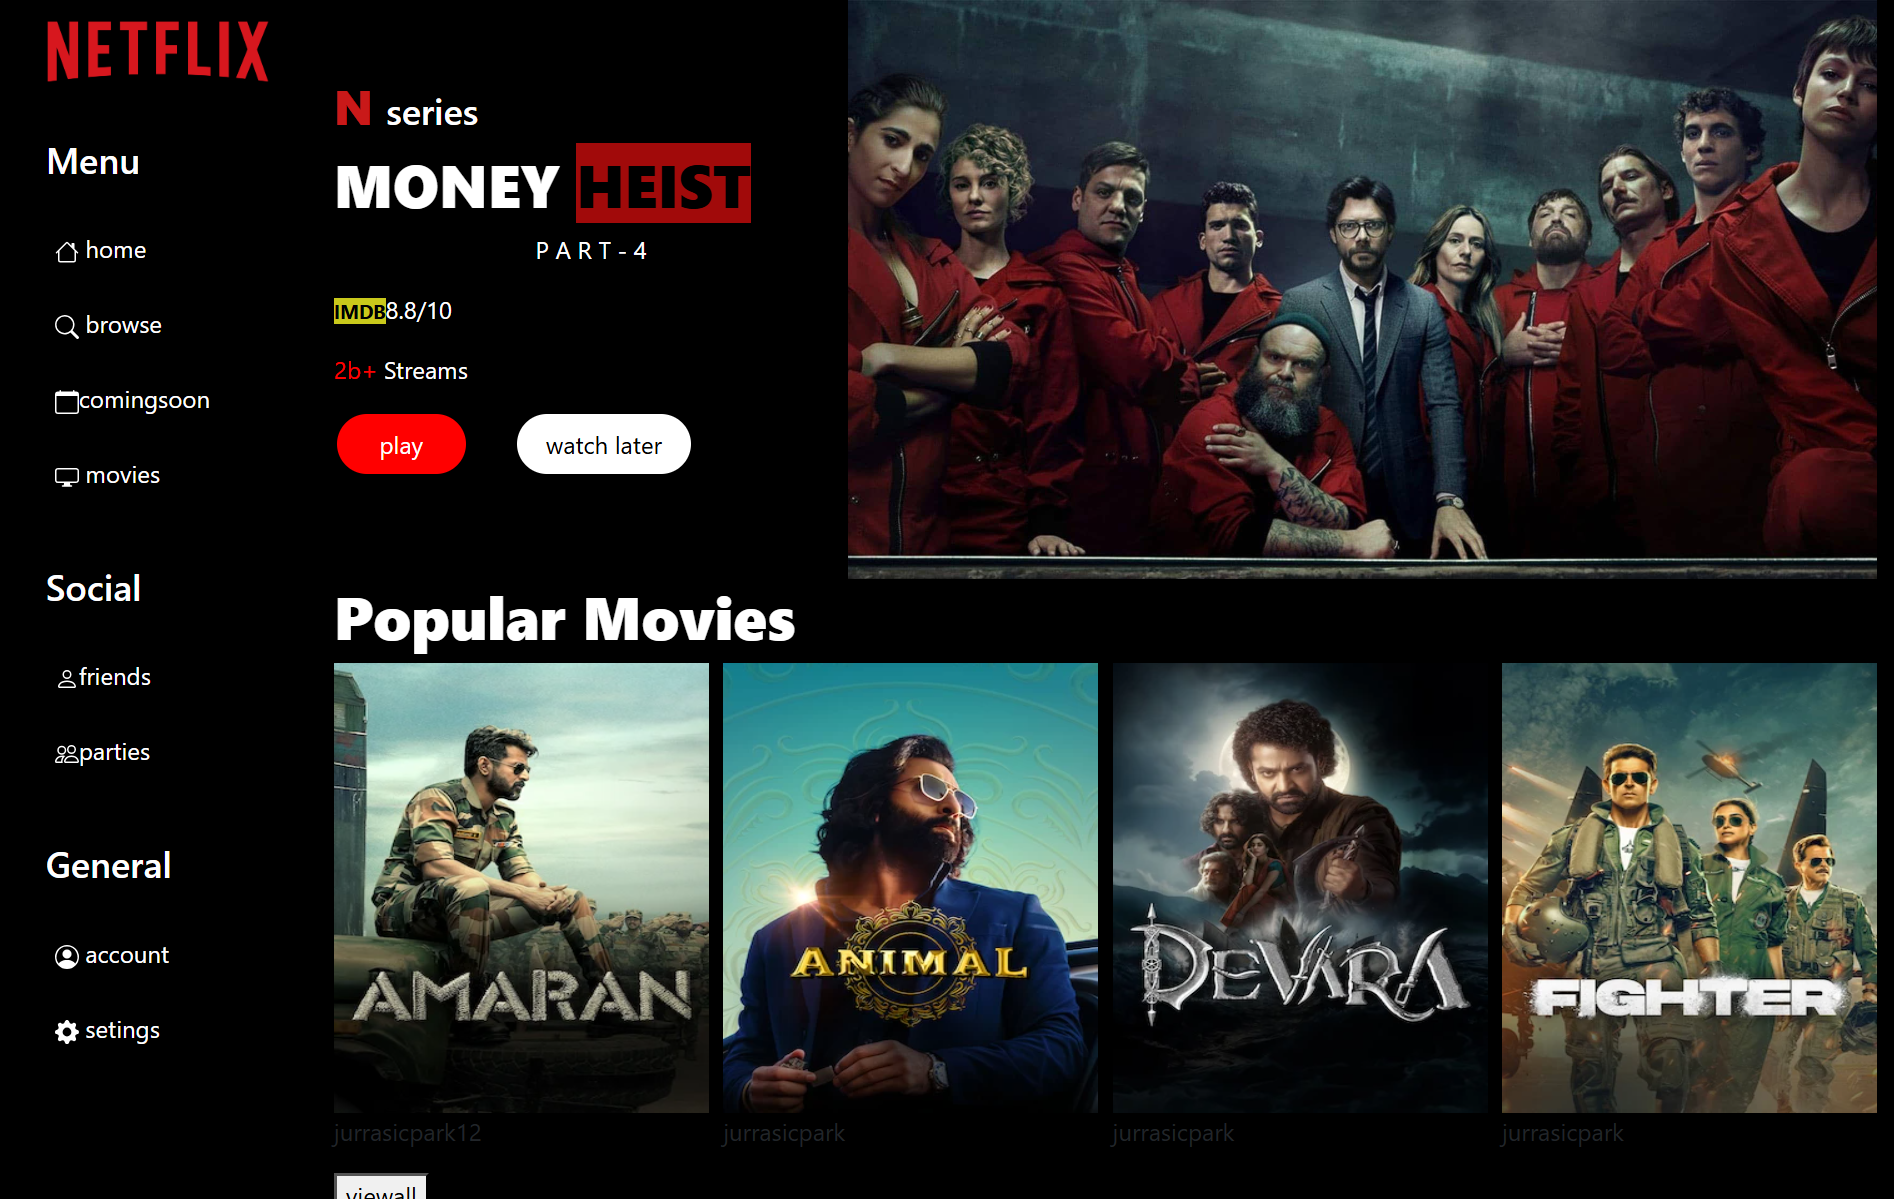 NETFLIX
Menu
home
browse
comingsoon
movies
Social
friends
parties
General
account
setings
N series
MONEY HEIST
PART-4
IMDB8.8/10
2b+ Streams
play
watch later
Popular Movies
AMARAN
ANIMAL
DEVARA
FIGHTER
jurrasicpark12
jurrasicpark
jurrasicpark
jurrasicpark
viewall